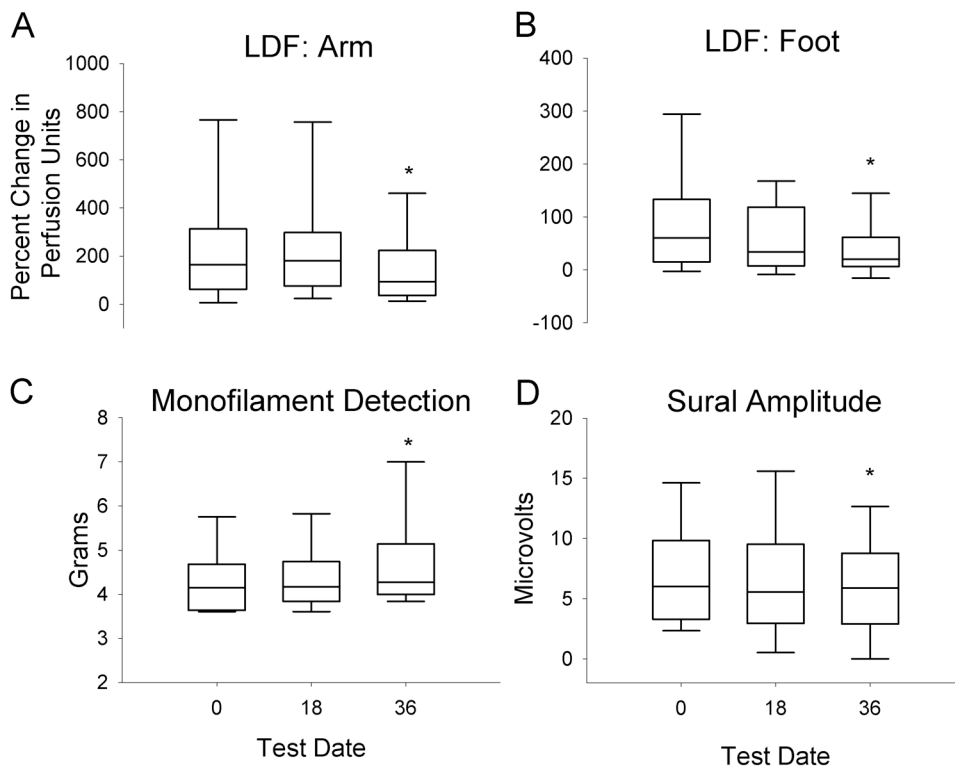 A
LDF: Arm
Percent Change in
Perfusion Units
1000
800
600
400
200
0
*
B
LDF: Foot
400
300
200
100
0
-100
*
C
Monofilament Detection
Grams
8
7
6
5
4
3
2
*
0 18 36
Test Date
D
Sural Amplitude
Microvolts
20
15
10
5
0
*
0 18 36
Test Date